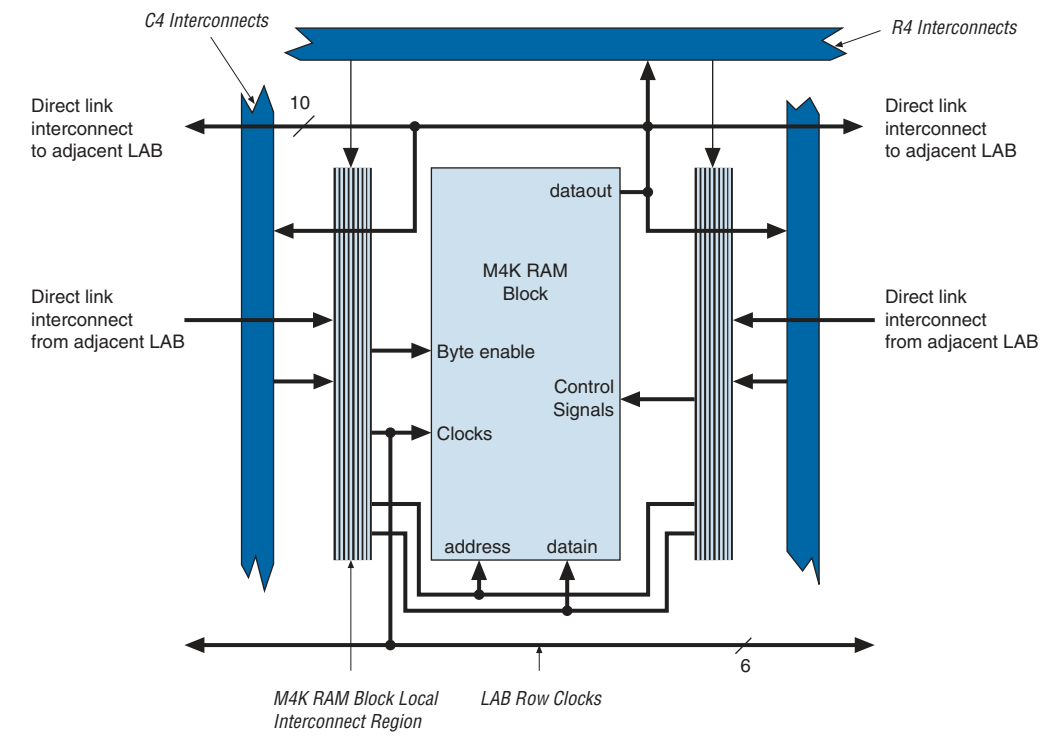 C4 Interconnects
R4 Interconnects
Direct link
interconnect
to adjacent LAB
10
Direct link
interconnect
to adjacent LAB
dataout
M4K RAM
Block
Direct link
interconnect
from adjacent LAB
Direct link
interconnect
from adjacent LAB
Byte enable
Control
Signals
Clocks
address
datain
6
M4K RAM Block Local
Interconnect Region
LAB Row Clocks